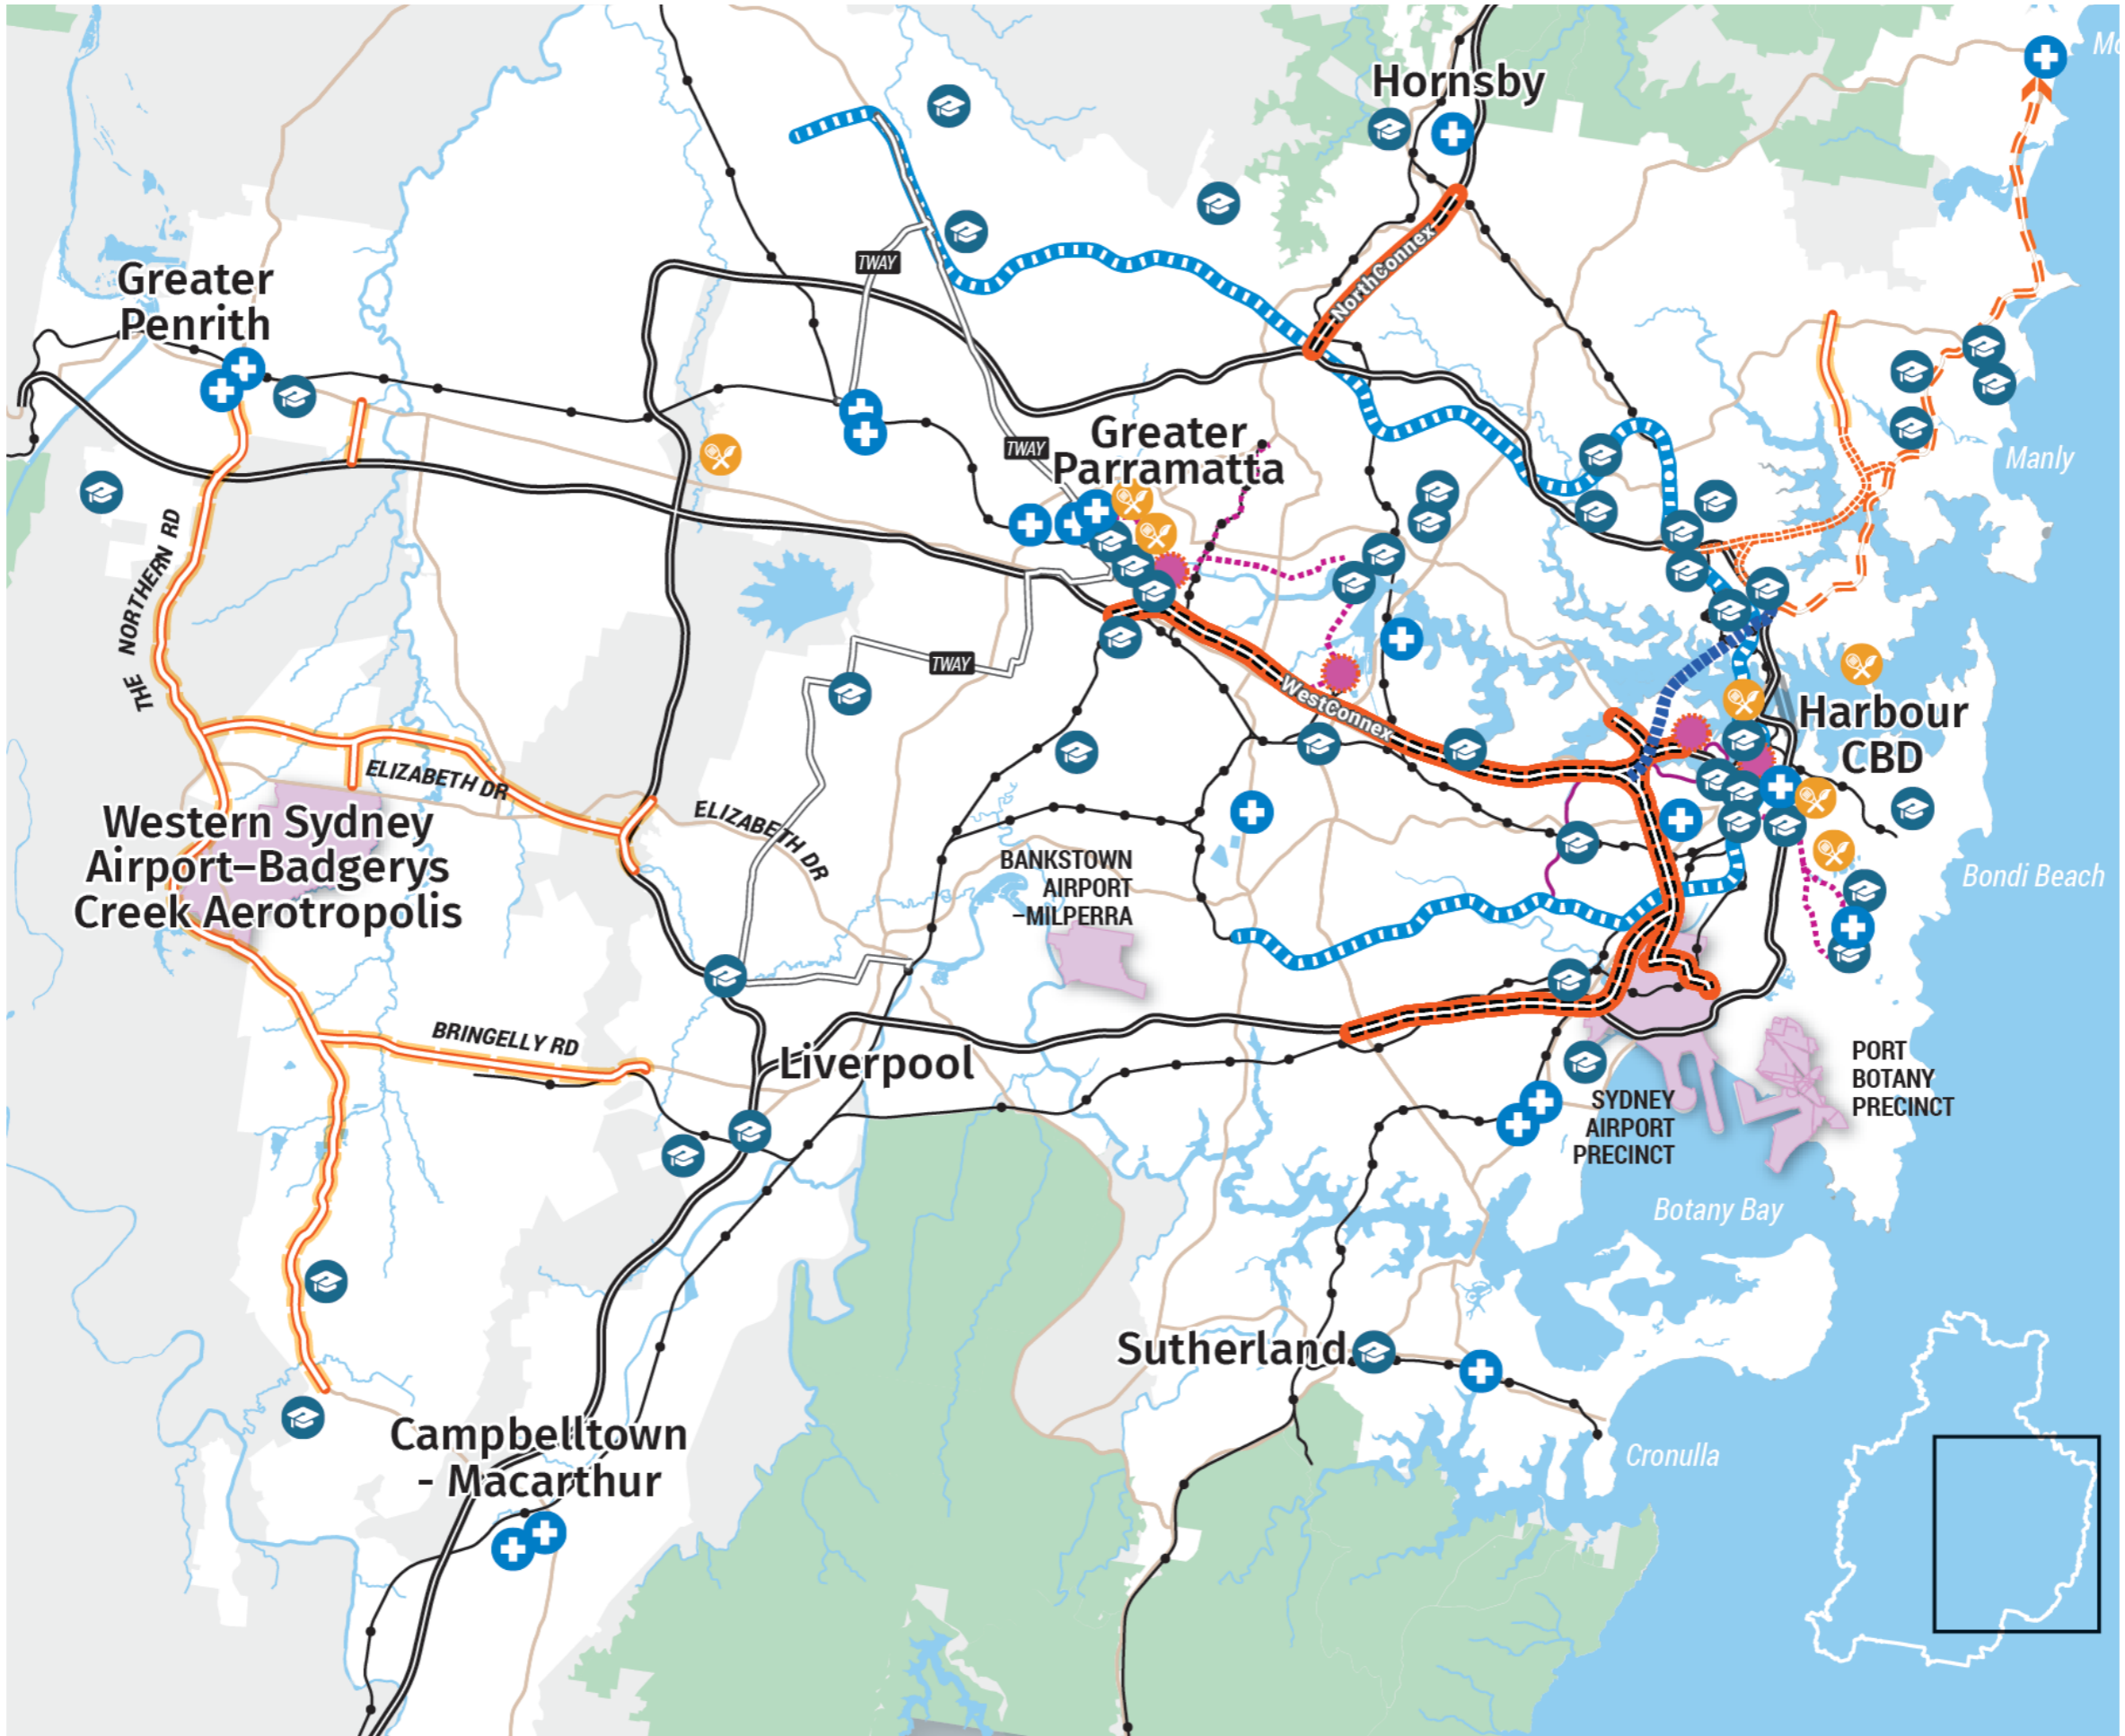 Hornsby
NorthConnex
TWAY
Greater
Penrith
TWAY
Greater
Parramatta
Manly
THE NORTHERN RD
TWAY
WestConnex
Harbour
CBD
ELIZABETH DR
ELIZABETH DR
Western Sydney
Airport–Badgerys
Creek Aerotropolis
BANKSTOWN
AIRPORT
–MILPERRA
Bondi Beach
BRINGELLY RD
Liverpool
PORT
BOTANY
PRECINCT
SYDNEY
AIRPORT
PRECINCT
Botany Bay
Sutherland
Campbelltown
- Macarthur
Cronulla